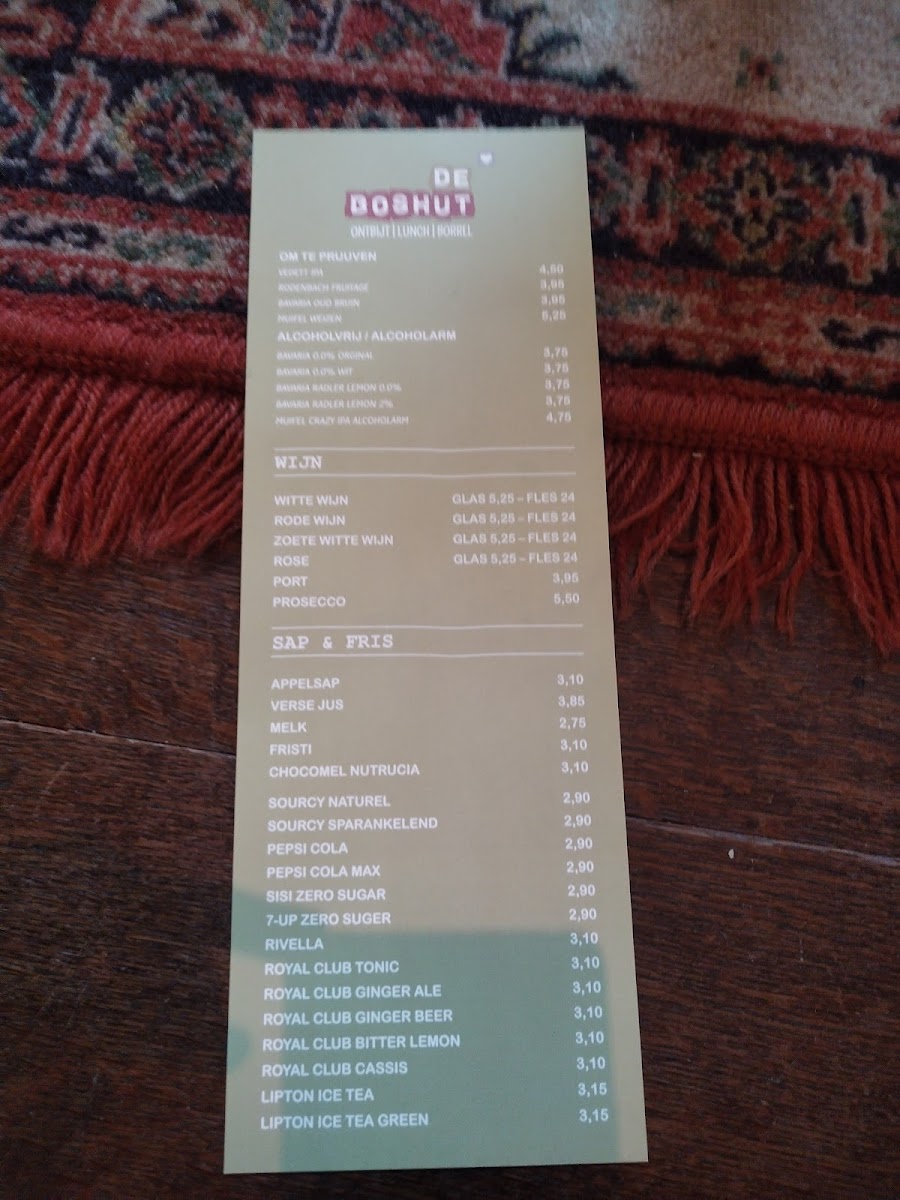 DE
BOSHUT
ONTBIJT | LUNCH | BORREL
OM TE PRUUVEN
VEDETT IPA 4,50
RODENBACH FRUITAGE 3,95
BAVARIA OUD BRUIN 3,95
MUIFEL WEIZEN 5,25
ALCOHOLVRIJ / ALCOHOLARM
BAVARIA 0.0% ORGINAL 3,75
BAVARIA 0.0% WIT 3,75
BAVARIA RADLER LEMON 0.0% 3,75
BAVARIA RADLER LEMON 2% 3,75
MUIFEL CRAZY IPA ALCOHOLARM 4,75
WIJN
WITTE WIJN GLAS 5,25 – FLES 24
RODE WIJN GLAS 5,25 – FLES 24
ZOETE WITTE WIJN GLAS 5,25 – FLES 24
ROSE GLAS 5,25 – FLES 24
PORT 3,95
PROSECCO 5,50
SAP & FRIS
APPELSAP 3,10
VERSE JUS 3,85
MELK 2,75
FRISTI 3,10
CHOCOMEL NUTRUCIA 3,10
SOURCY NATUREL 2,90
SOURCY SPARANKELEND 2,90
PEPSI COLA 2,90
PEPSI COLA MAX 2,90
SISI ZERO SUGAR 2,90
7-UP ZERO SUGER 2,90
RIVELLA 3,10
ROYAL CLUB TONIC 3,10
ROYAL CLUB GINGER ALE 3,10
ROYAL CLUB GINGER BEER 3,10
ROYAL CLUB BITTER LEMON 3,10
ROYAL CLUB CASSIS 3,10
LIPTON ICE TEA 3,15
LIPTON ICE TEA GREEN 3,15